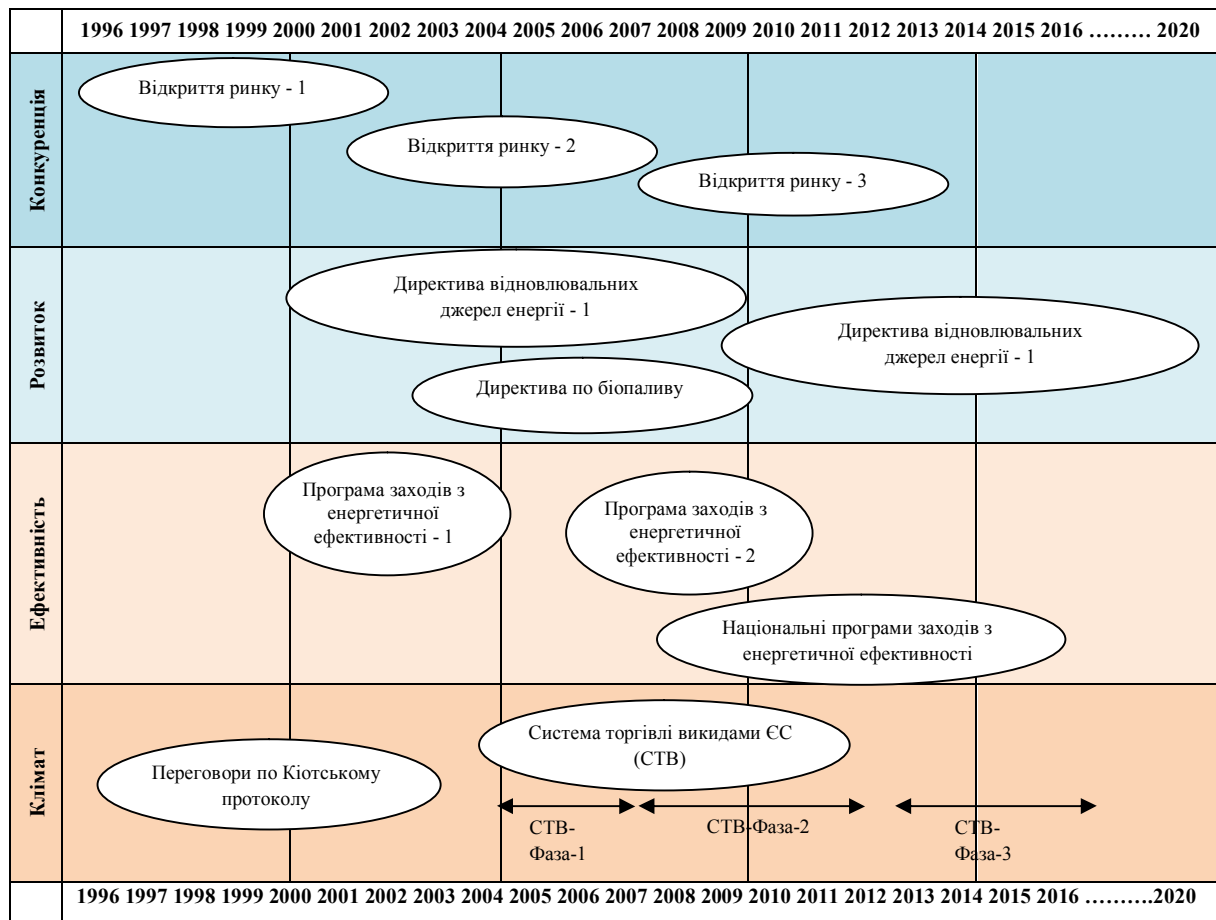 1996 1997 1998 1999 2000 2001 2002 2003 2004 2005 2006 2007 2008 2009 2010 2011 2012 2013 2014 2015 2016 ……… 2020
Конкуренція
Відкриття ринку - 1
Відкриття ринку - 2
Відкриття ринку - 3
Розвиток
Директива відновлювальних
джерел енергії - 1
Директива відновлювальних
джерел енергії - 1
Директива по біопаливу
Ефективність
Програма заходів з
енергетичної
ефективності - 1
Програма заходів з
енергетичної
ефективності - 2
Національні програми заходів з
енергетичної ефективності
Клімат
Система торгівлі викидами ЄС
(СТВ)
Переговори по Кіотському
протоколу
СТВ-
Фаза-1
СТВ-Фаза-2
СТВ-
Фаза-3
1996 1997 1998 1999 2000 2001 2002 2003 2004 2005 2006 2007 2008 2009 2010 2011 2012 2013 2014 2015 2016 ……….2020